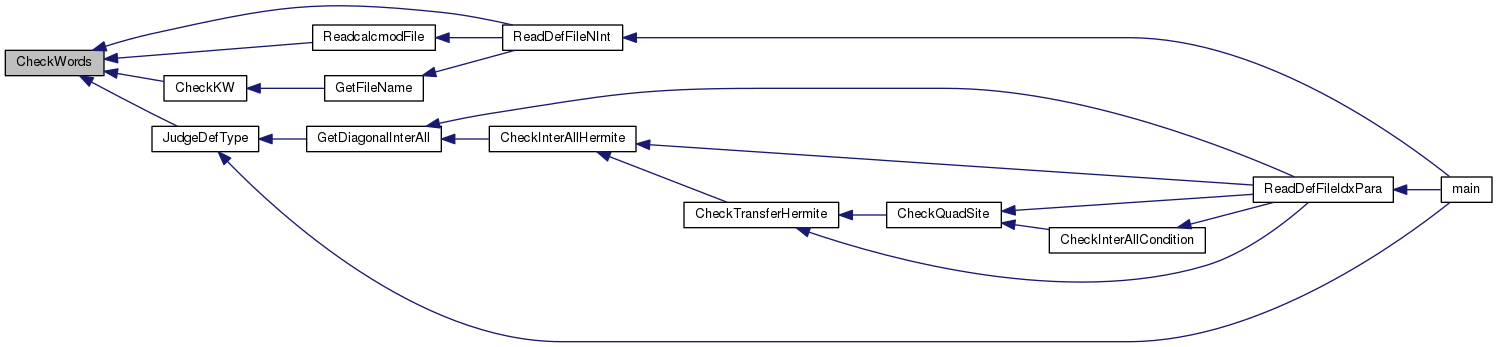 CheckWords
ReadcalcmodFile
ReadDefFileNInt
CheckKW
GetFileName
JudgeDefType
GetDiagonalInterAll
CheckInterAllHermite
ReadDefFileIdxPara
main
CheckTransferHermite
CheckQuadSite
CheckInterAllCondition